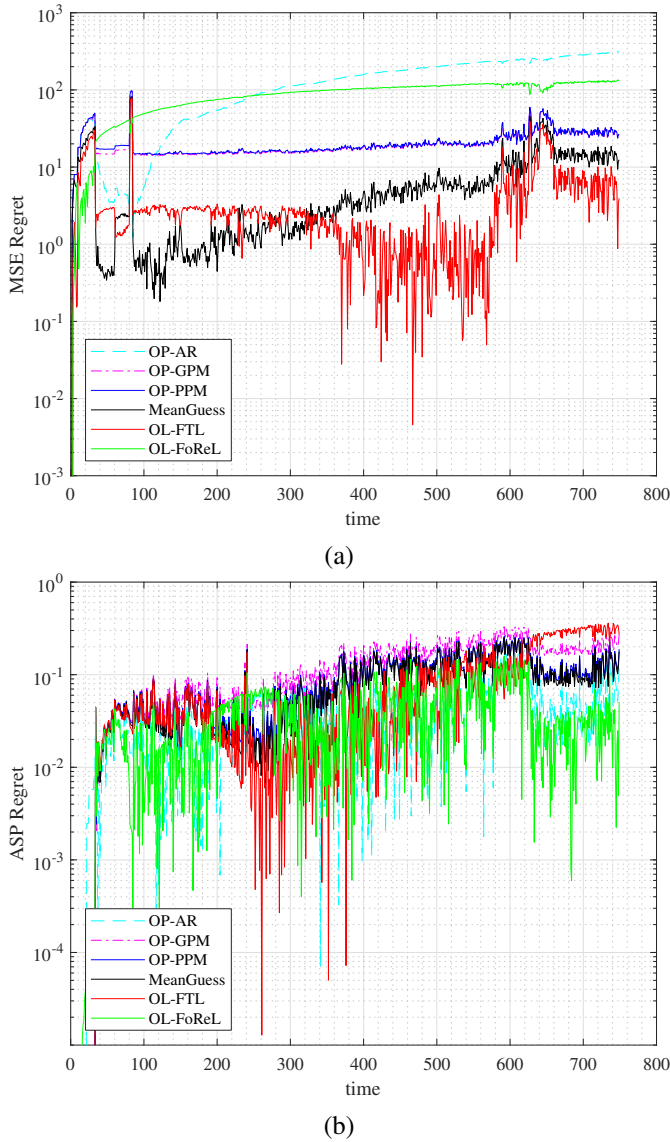 10^3
10^2
10^1
10^0
10^-1
10^-2
10^-3
MSE Regret
OP-AR
OP-GPM
OP-PPM
MeanGuess
OL-FTL
OL-FoReL
0 100 200 300 400 500 600 700 800
time
(a)
10^0
10^-1
10^-2
10^-3
10^-4
ASP Regret
OP-AR
OP-GPM
OP-PPM
MeanGuess
OL-FTL
OL-FoReL
0 100 200 300 400 500 600 700 800
time
(b)